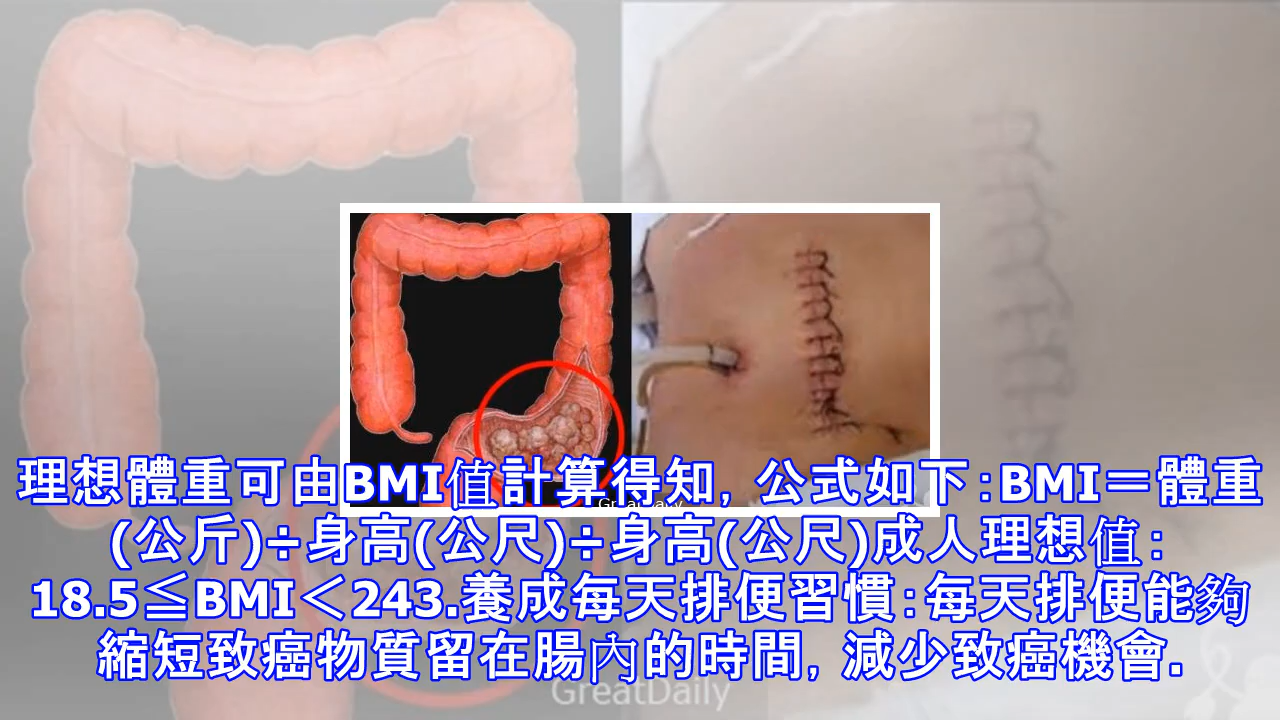 GreatDaily
理想體重可由BMI值計算得知, 公式如下:BMI＝體重
(公斤)÷身高(公尺)÷身高(公尺)成人理想值:
18.5≦BMI＜243.養成每天排便習慣:每天排便能夠
縮短致癌物質留在腸內的時間, 減少致癌機會.
GreatDaily